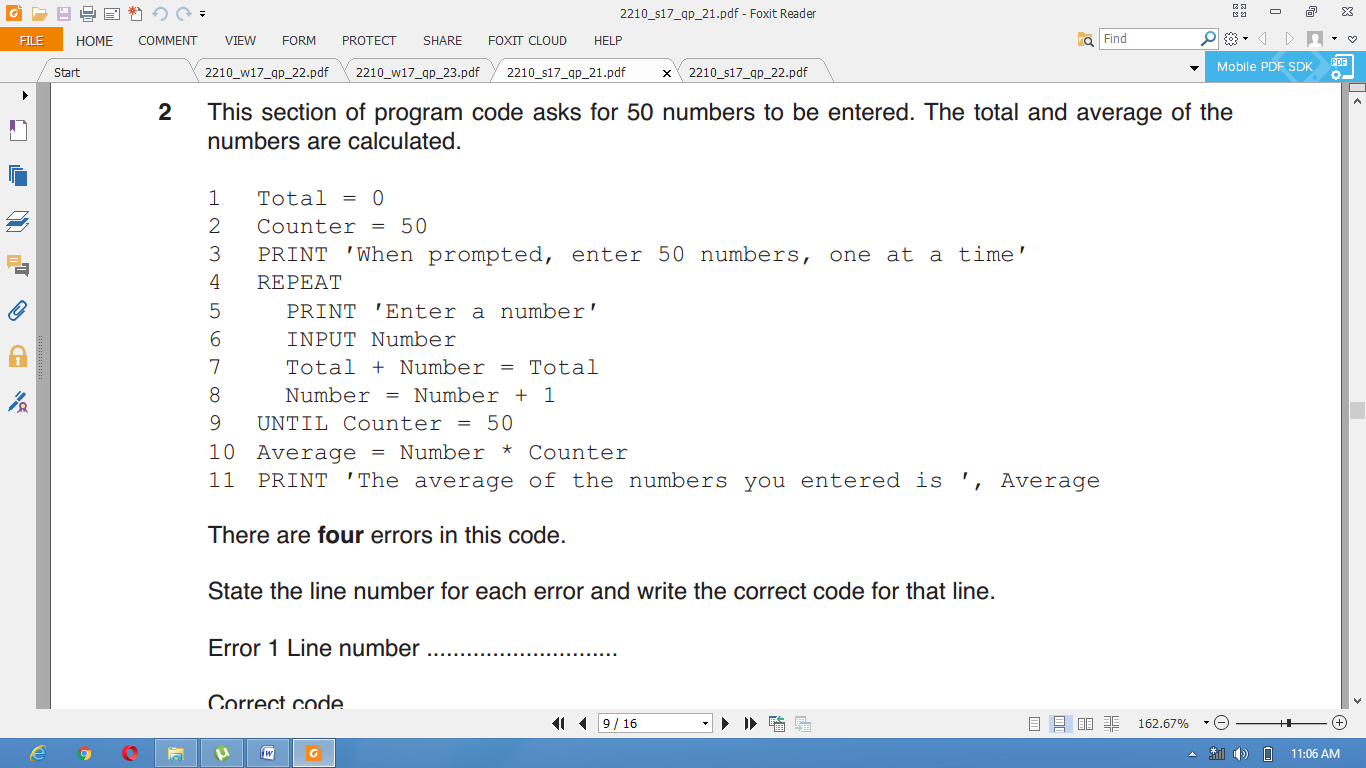 2210_s17_qp_21.pdf - Foxit Reader
FILE HOME COMMENT VIEW FORM PROTECT SHARE FOXIT CLOUD HELP Find
Start 2210_w17_qp_22.pdf 2210_w17_qp_23.pdf 2210_s17_qp_21.pdf 2210_s17_qp_22.pdf Mobile PDF SDK PDF
2 This section of program code asks for 50 numbers to be entered. The total and average of the
numbers are calculated.
1 Total = 0
2 Counter = 50
3 PRINT 'When prompted, enter 50 numbers, one at a time'
4 REPEAT
5 PRINT 'Enter a number'
6 INPUT Number
7 Total + Number = Total
8 Number = Number + 1
9 UNTIL Counter = 50
10 Average = Number * Counter
11 PRINT 'The average of the numbers you entered is ', Average
There are four errors in this code.
State the line number for each error and write the correct code for that line.
Error 1 Line number .............................
Correct code
9 / 16 162.67%
11:06 AM